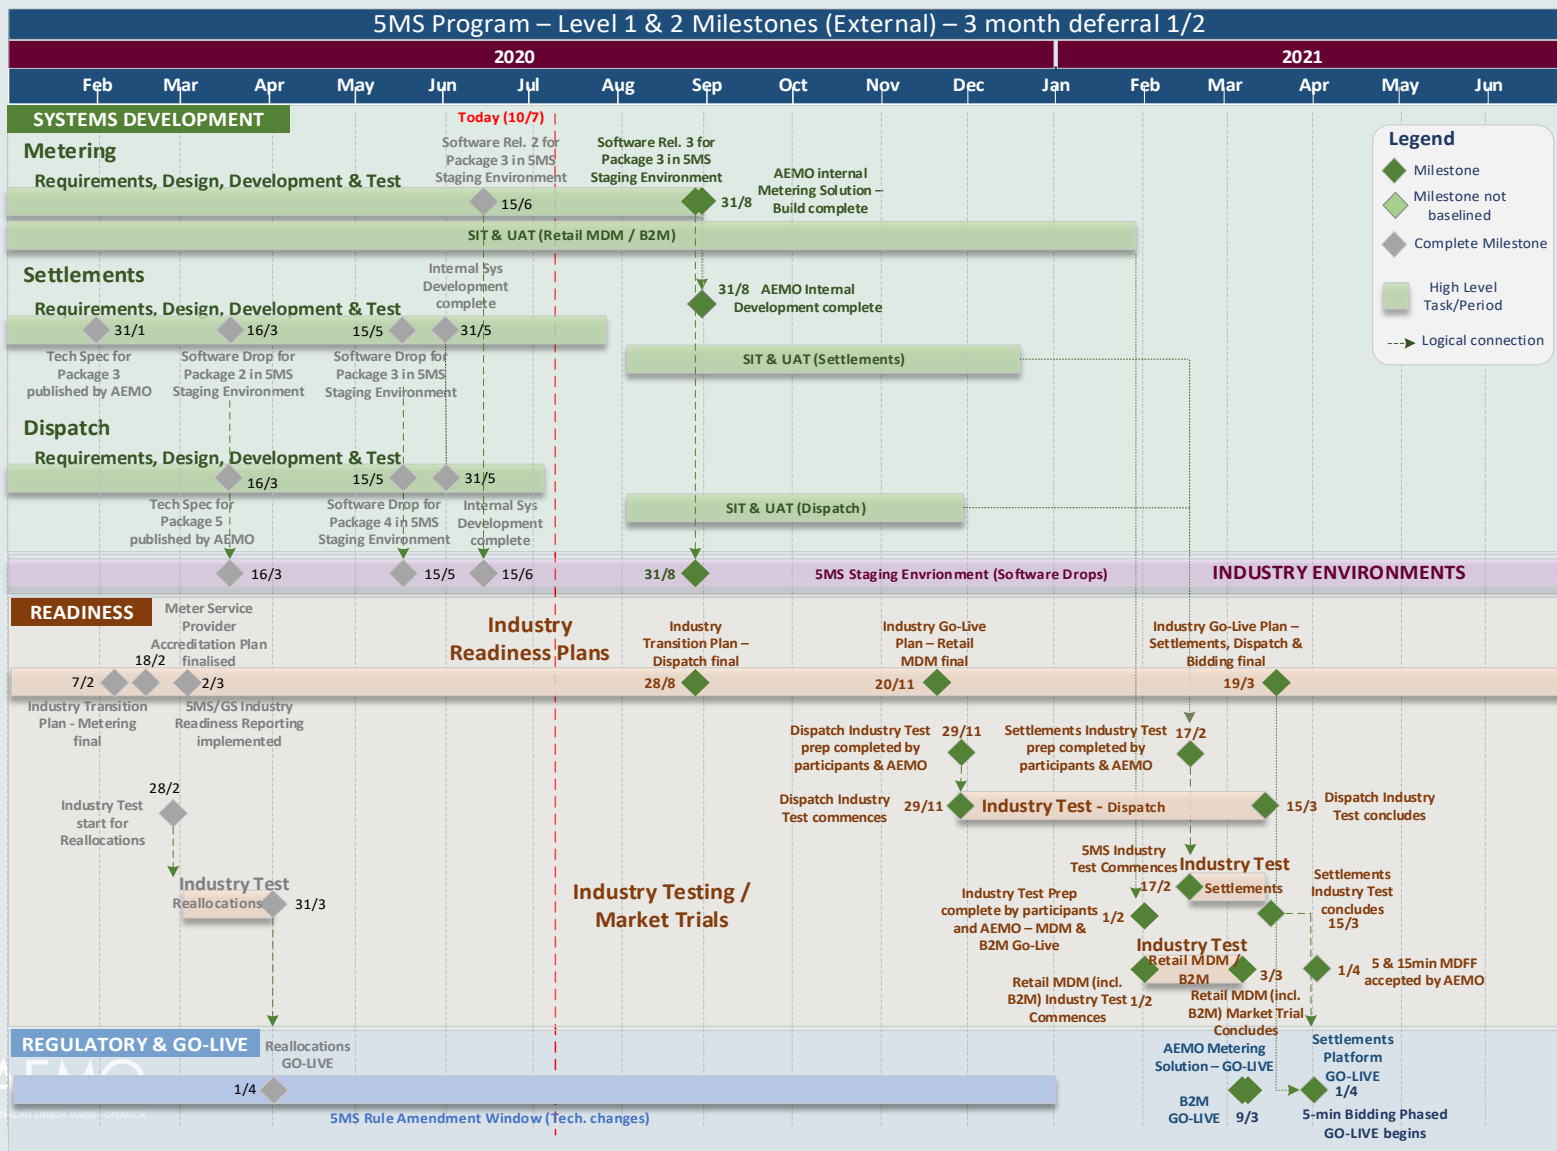 5MS Program – Level 1 & 2 Milestones (External) – 3 month deferral 1/2
2020
2021
Feb Mar Apr May Jun Jul Aug Sep Oct Nov Dec Jan Feb Mar Apr May Jun
SYSTEMS DEVELOPMENT
Today (10/7)
Metering
Requirements, Design, Development & Test
Software Rel. 2 for
Package 3 in 5MS
Staging Environment
15/6
Software Rel. 3 for
Package 3 in 5MS
Staging Environment
31/8
AEMO internal
Metering Solution –
Build complete
SIT & UAT (Retail MDM / B2M)
Legend
Milestone
Milestone not
baselined
Complete Milestone
High Level
Task/Period
Logical connection
Settlements
Requirements, Design, Development & Test
Internal Sys
Development
complete
31/8 AEMO Internal
Development complete
31/1
16/3
15/5
31/5
Tech Spec for
Package 3
published by AEMO
Software Drop for
Package 2 in 5MS
Staging Environment
Software Drop for
Package 3 in 5MS
Staging Environment
SIT & UAT (Settlements)
Dispatch
Requirements, Design, Development & Test
16/3
15/5
31/5
Tech Spec for
Package 5
published by AEMO
Software Drop for
Package 4 in 5MS
Staging Environment
Internal Sys
Development
complete
SIT & UAT (Dispatch)
16/3
15/5
15/6
31/8
5MS Staging Envrionment (Software Drops)
INDUSTRY ENVIRONMENTS
READINESS
Meter Service
Provider
Accreditation Plan
finalised
18/2
7/2
2/3
Industry Transition
Plan - Metering
final
5MS/GS Industry
Readiness Reporting
implemented
Industry
Readiness Plans
Industry
Transition Plan –
Dispatch final
28/8
Industry Go-Live
Plan – Retail
MDM final
20/11
Industry Go-Live Plan –
Settlements, Dispatch &
Bidding final
19/3
Dispatch Industry Test
prep completed by
participants & AEMO
29/11
Settlements Industry Test
prep completed by
participants & AEMO
17/2
28/2
Industry Test
start for
Reallocations
Dispatch Industry
Test commences
29/11
Industry Test - Dispatch
15/3
Dispatch Industry
Test concludes
Industry Test
Reallocations
31/3
Industry Testing /
Market Trials
5MS Industry
Test Commences
17/2
Industry Test
Settlements
Settlements
Industry Test
concludes
15/3
Industry Test Prep
complete by participants
and AEMO – MDM &
B2M Go-Live
1/2
Industry Test
Retail MDM /
B2M
3/3
Retail MDM (incl.
B2M) Industry Test
Commences
1/2
Retail MDM (incl.
B2M) Market Trial
Concludes
1/4
5 & 15min MDFF
accepted by AEMO
REGULATORY & GO-LIVE
Reallocations
GO-LIVE
1/4
5MS Rule Amendment Window (Tech. changes)
AEMO Metering
Solution – GO-LIVE
B2M
GO-LIVE
9/3
Settlements
Platform
GO-LIVE
1/4
5-min Bidding Phased
GO-LIVE begins
AEMO
ENERGY MARKET OPERATOR